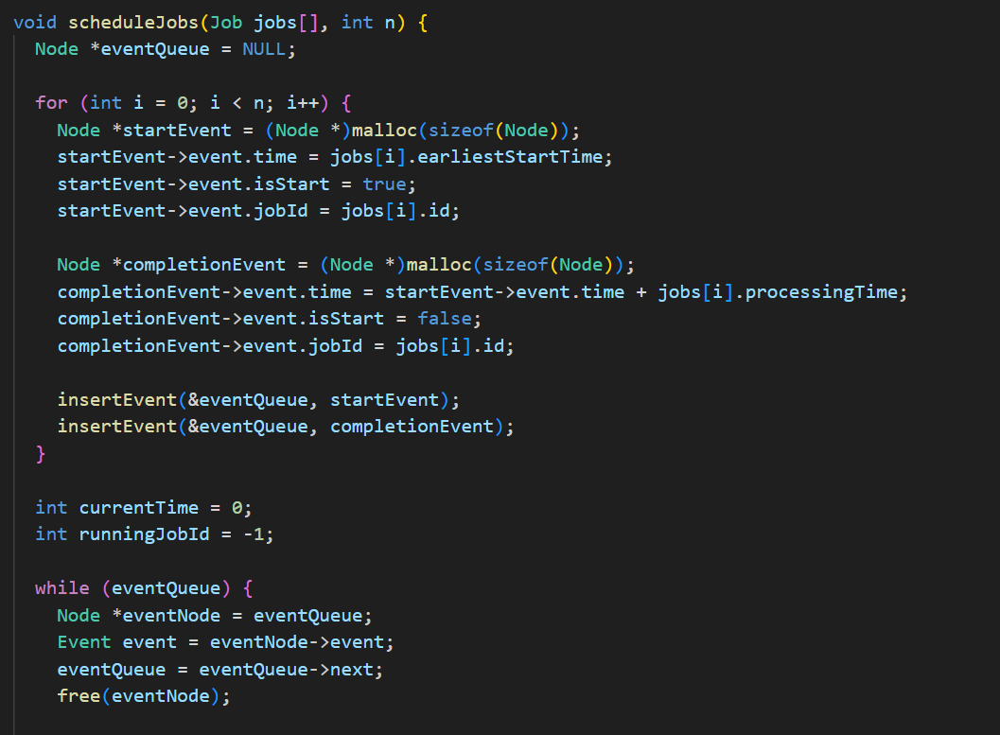 void scheduleJobs(Job jobs[], int n) {
  Node *eventQueue = NULL;

  for (int i = 0; i < n; i++) {
    Node *startEvent = (Node *)malloc(sizeof(Node));
    startEvent->event.time = jobs[i].earliestStartTime;
    startEvent->event.isStart = true;
    startEvent->event.jobId = jobs[i].id;

    Node *completionEvent = (Node *)malloc(sizeof(Node));
    completionEvent->event.time = startEvent->event.time + jobs[i].processingTime;
    completionEvent->event.isStart = false;
    completionEvent->event.jobId = jobs[i].id;

    insertEvent(&eventQueue, startEvent);
    insertEvent(&eventQueue, completionEvent);
  }

  int currentTime = 0;
  int runningJobId = -1;

  while (eventQueue) {
    Node *eventNode = eventQueue;
    Event event = eventNode->event;
    eventQueue = eventQueue->next;
    free(eventNode);